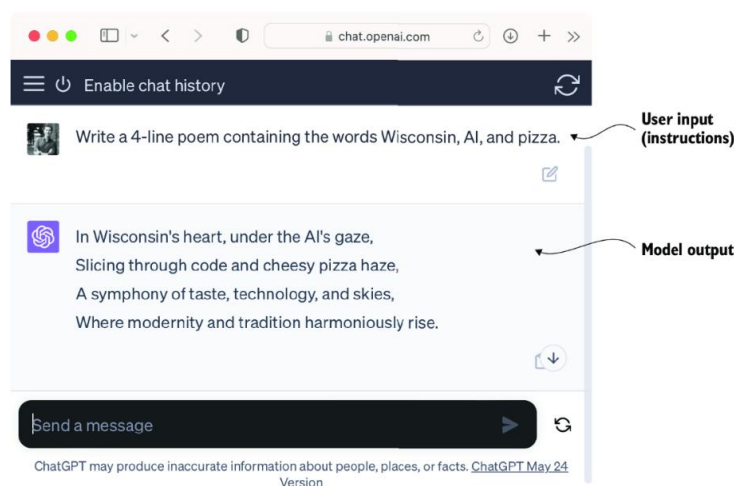 chat.openai.com
Enable chat history
Write a 4-line poem containing the words Wisconsin, AI, and pizza.
User input
(instructions)
In Wisconsin's heart, under the AI's gaze,
Slicing through code and cheesy pizza haze,
A symphony of taste, technology, and skies,
Where modernity and tradition harmoniously rise.
Model output
Send a message
ChatGPT may produce inaccurate information about people, places, or facts. ChatGPT May 24
Version